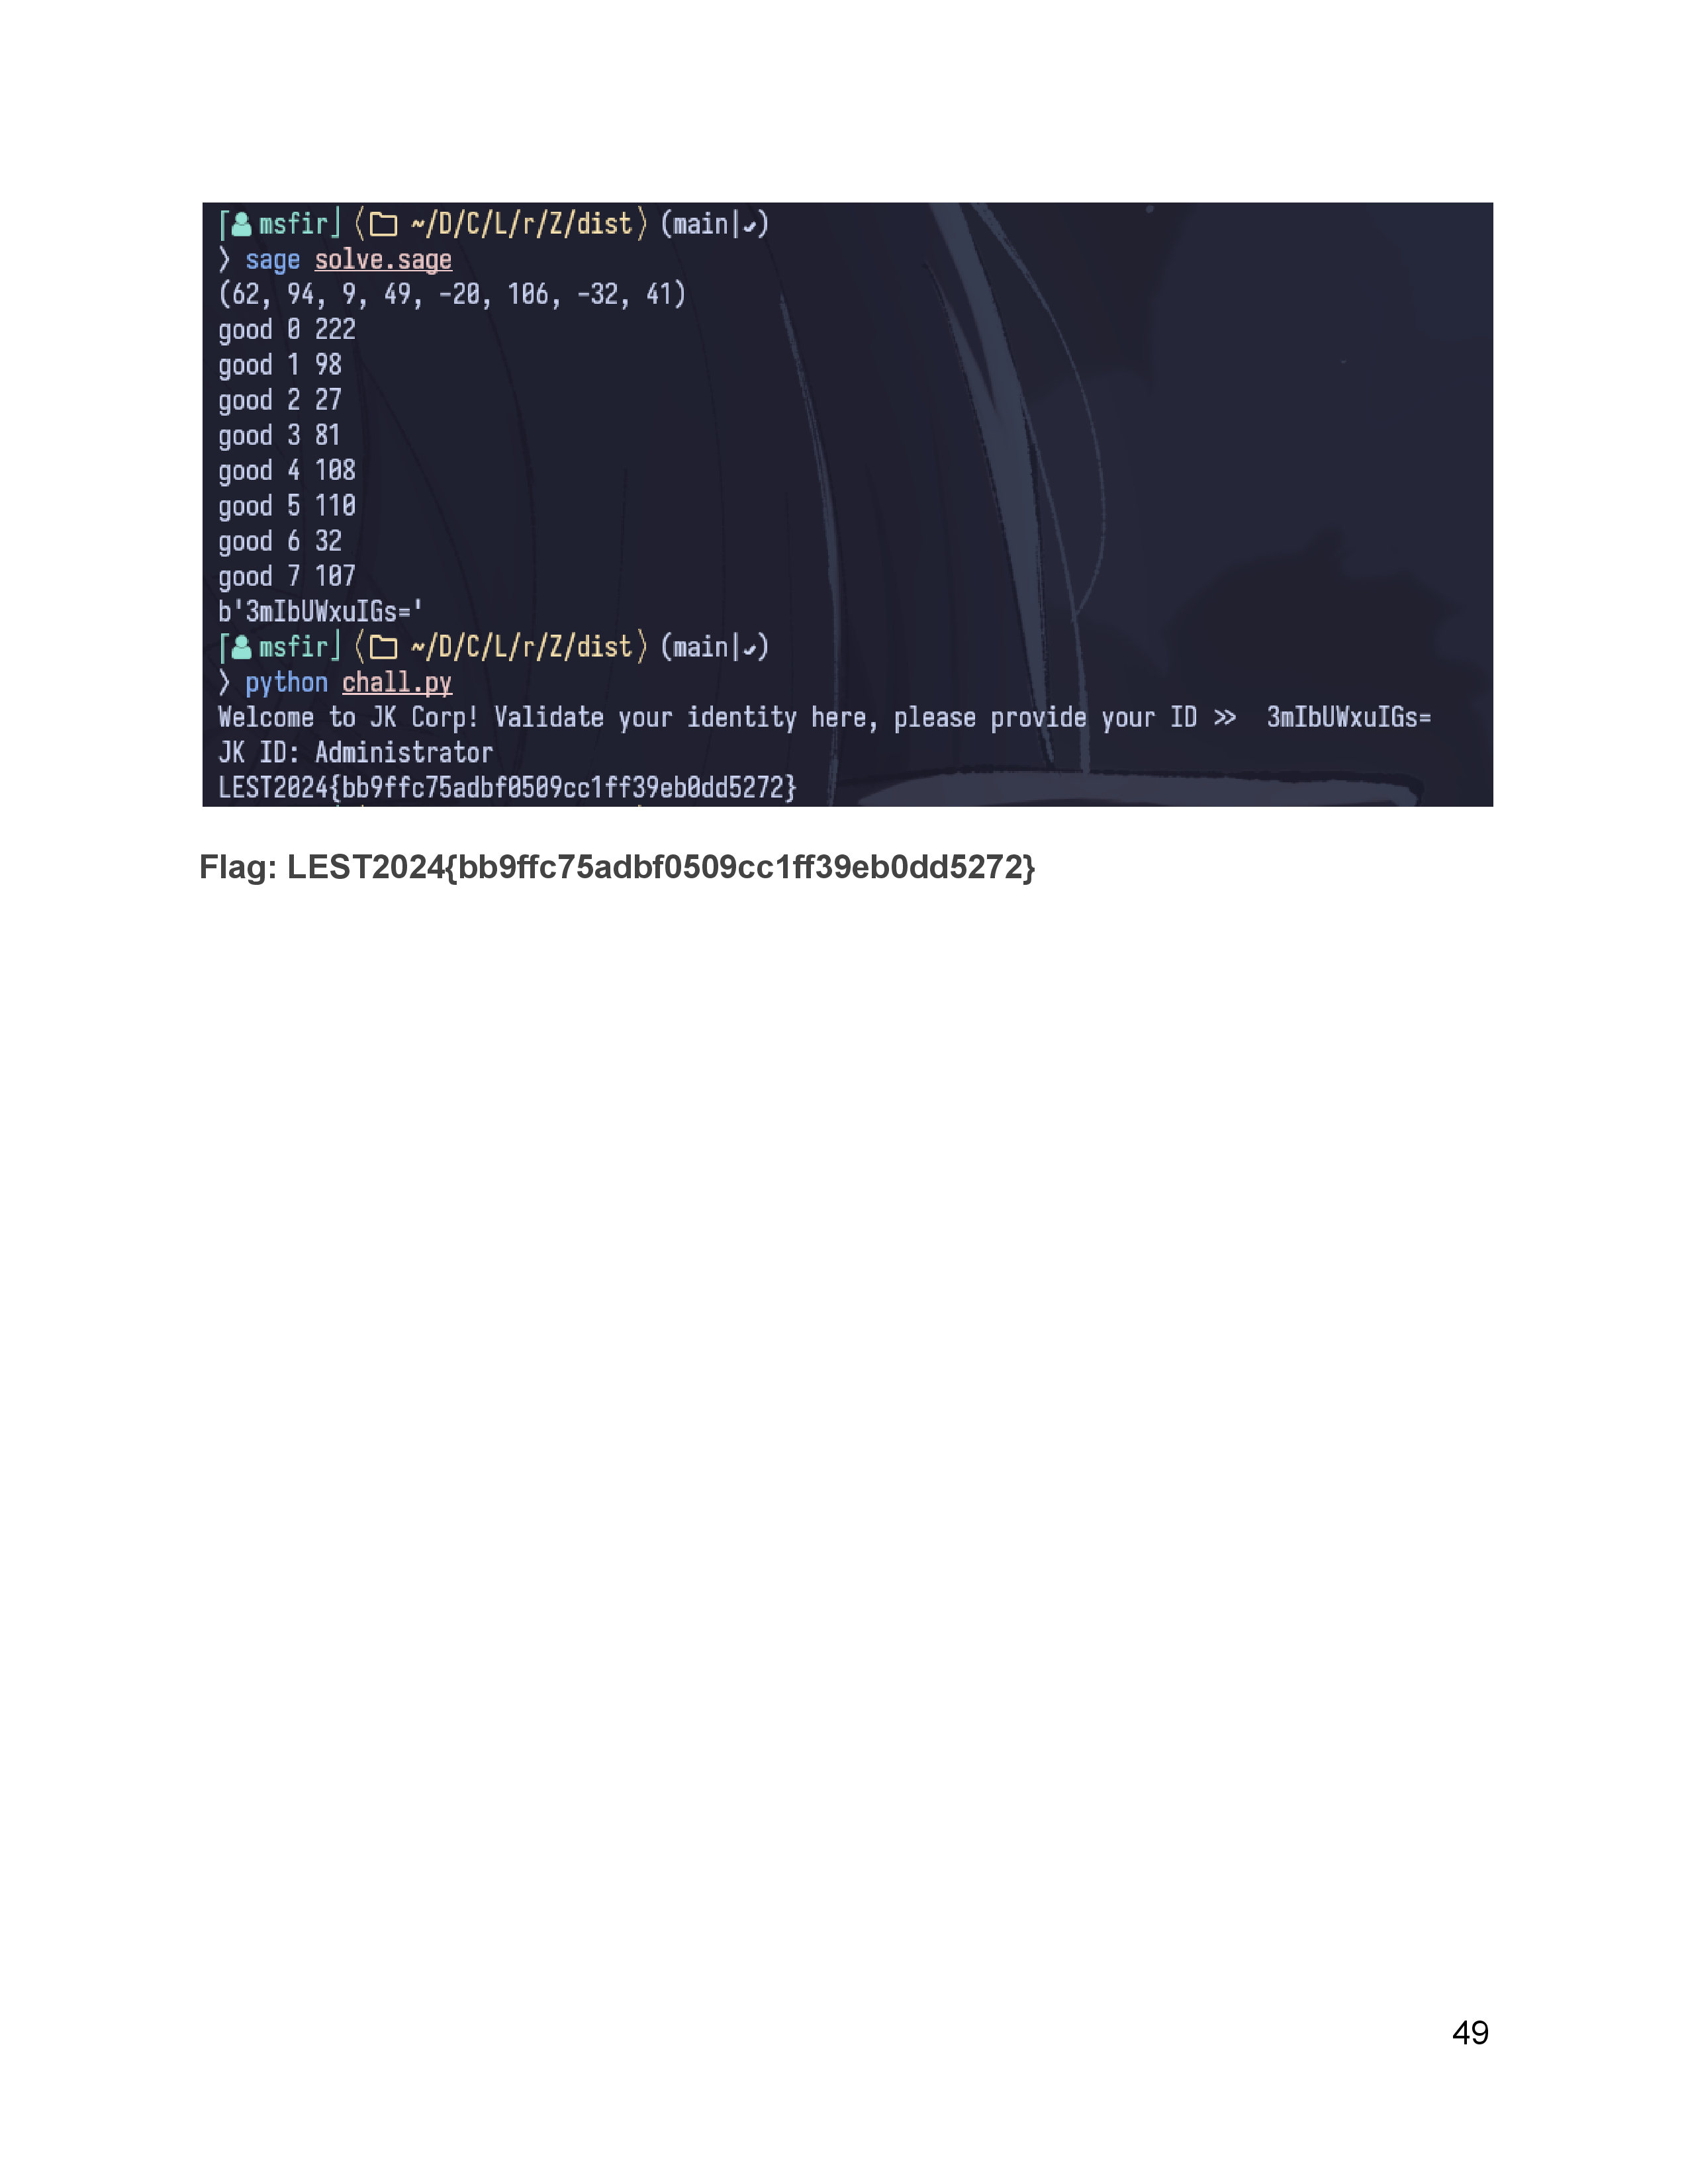 msfir ~/D/C/L/r/Z/dist (main|✔)
❯ sage solve.sage
(62, 94, 9, 49, -20, 106, -32, 41)
good 0 222
good 1 98
good 2 27
good 3 81
good 4 108
good 5 110
good 6 32
good 7 107
b'3mIbUWxuIGs='
msfir ~/D/C/L/r/Z/dist (main|✔)
❯ python chall.py
Welcome to JK Corp! Validate your identity here, please provide your ID >> 3mIbUWxuIGs=
JK ID: Administrator
LEST2024{bb9ffc75adbf0509cc1ff39eb0dd5272}
Flag: LEST2024{bb9ffc75adbf0509cc1ff39eb0dd5272}
49